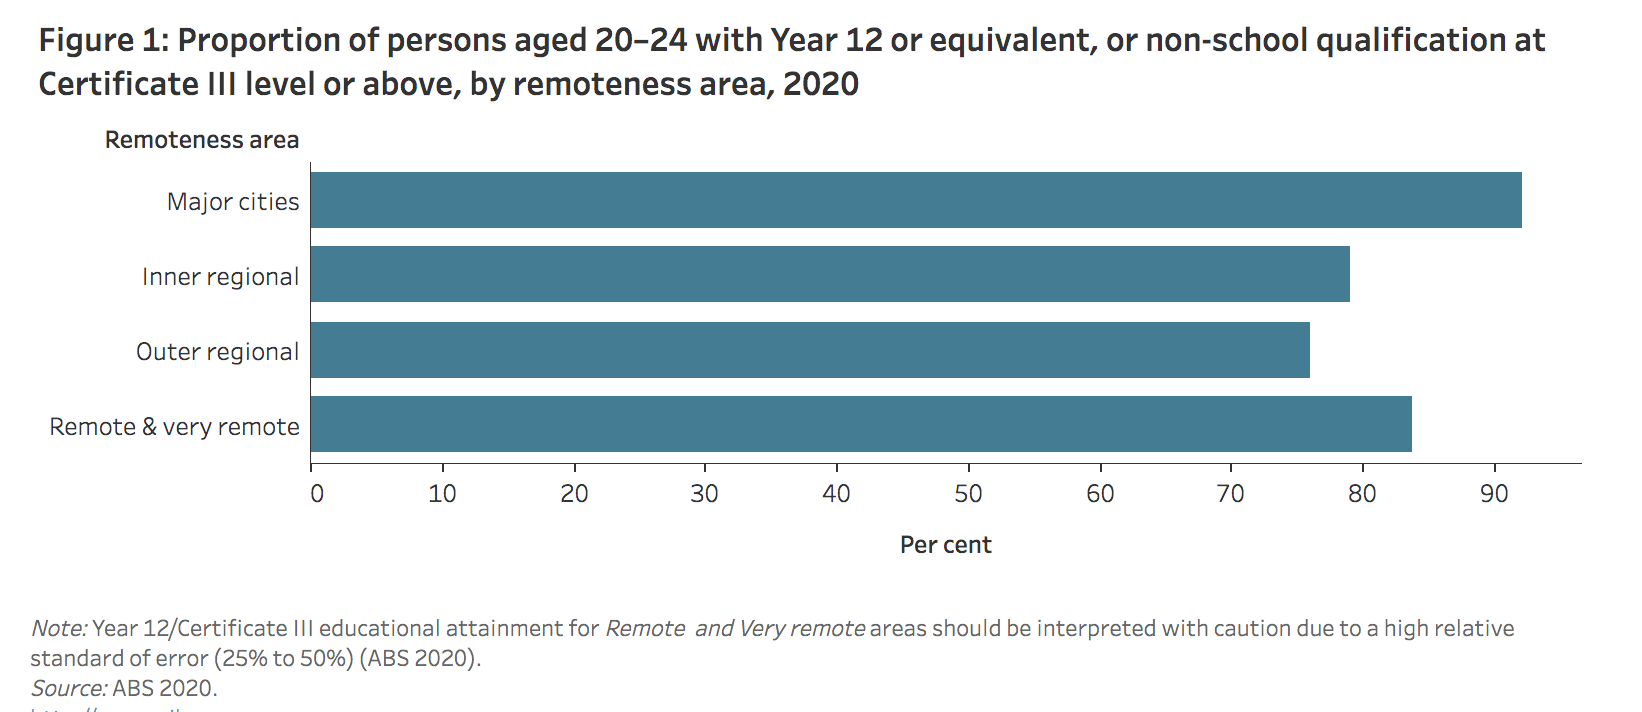 Figure 1: Proportion of persons aged 20–24 with Year 12 or equivalent, or non-school qualification at
Certificate III level or above, by remoteness area, 2020
Remoteness area
Major cities
Inner regional
Outer regional
Remote & very remote
0 10 20 30 40 50 60 70 80 90
Per cent
Note: Year 12/Certificate III educational attainment for Remote and Very remote areas should be interpreted with caution due to a high relative
standard of error (25% to 50%) (ABS 2020).
Source: ABS 2020.